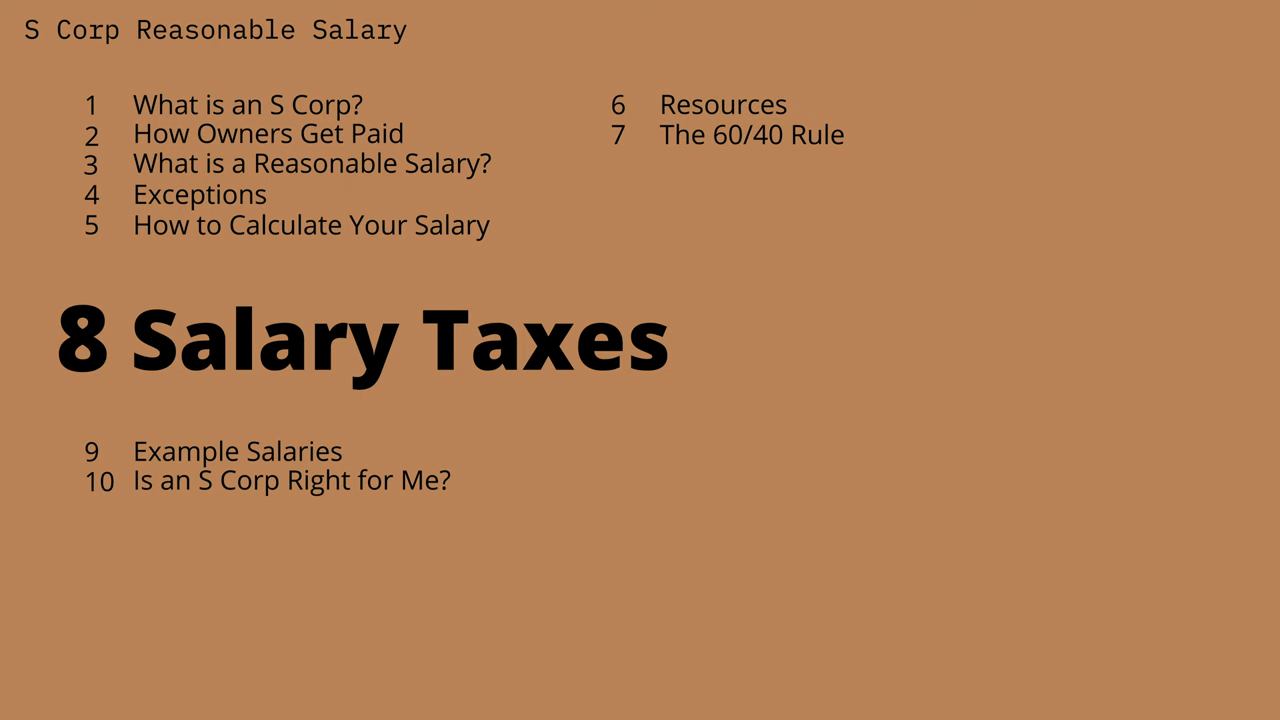 S Corp Reasonable Salary
1 What is an S Corp?
2 How Owners Get Paid
3 What is a Reasonable Salary?
4 Exceptions
5 How to Calculate Your Salary
6 Resources
7 The 60/40 Rule
8 Salary Taxes
9 Example Salaries
10 Is an S Corp Right for Me?